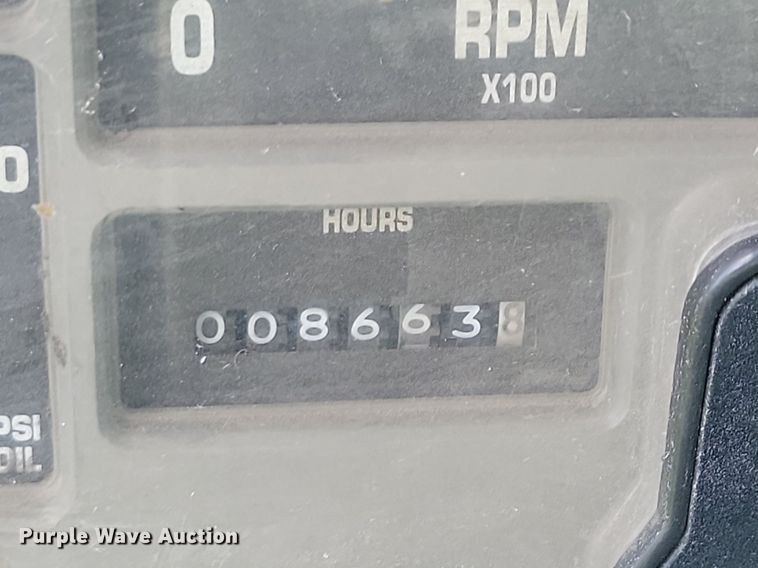 0
RPM
X100
0
HOURS
0086638
PSI
OIL
Purple Wave Auction